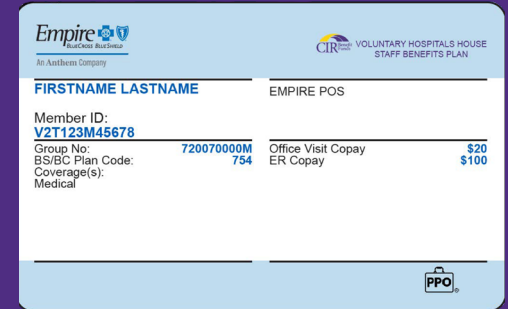 Empire
BLUECROSS BLUESHIELD
An Anthem Company
CIR Benefit Funds
VOLUNTARY HOSPITALS HOUSE
STAFF BENEFITS PLAN
FIRSTNAME LASTNAME
EMPIRE POS
Member ID:
V2T123M45678
Group No: 720070000M
BS/BC Plan Code: 754
Coverage(s):
Medical
Office Visit Copay $20
ER Copay $100
PPO®